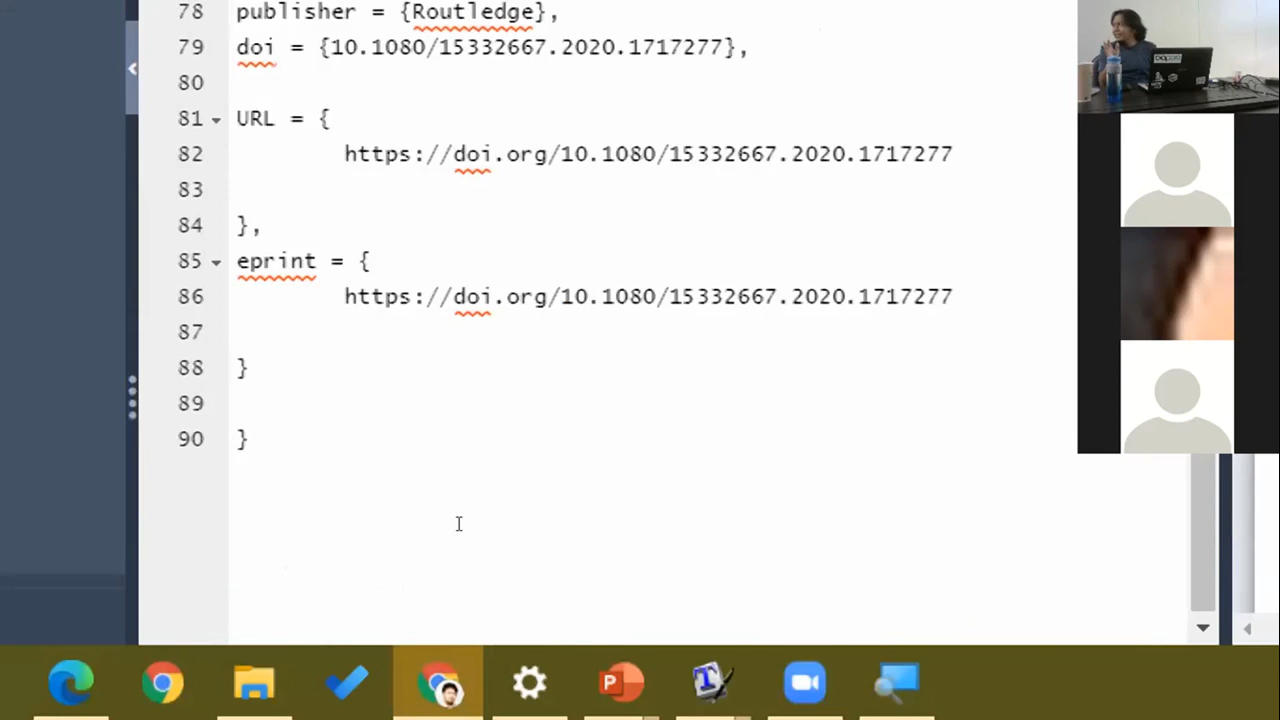 78 publisher = {Routledge},
79 doi = {10.1080/15332667.2020.1717277},
80
81 URL = {
82 https://doi.org/10.1080/15332667.2020.1717277
83
84 },
85 eprint = {
86 https://doi.org/10.1080/15332667.2020.1717277
87
88 }
89
90 }